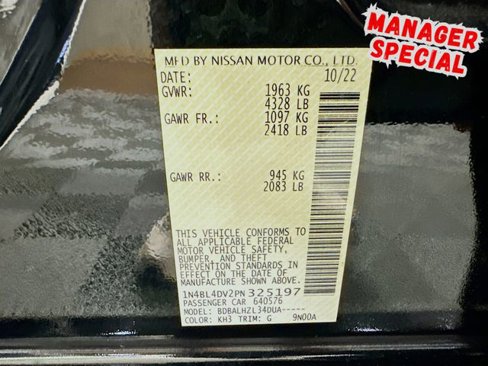 MANAGER
SPECIAL
MFD BY NISSAN MOTOR CO., LTD.
DATE: 10/22
GVWR: 1963 KG
4328 LB
GAWR FR.: 1097 KG
2418 LB
GAWR RR.: 945 KG
2083 LB
THIS VEHICLE CONFORMS TO
ALL APPLICABLE FEDERAL
MOTOR VEHICLE SAFETY,
BUMPER, AND THEFT
PREVENTION STANDARDS IN
EFFECT ON THE DATE OF
MANUFACTURE SHOWN ABOVE.
1N4BL4DV2PN 325197
PASSENGER CAR 640576
MODEL: BDBALHZL34DUA-----
COLOR: KH3 TRIM: G 9N00A